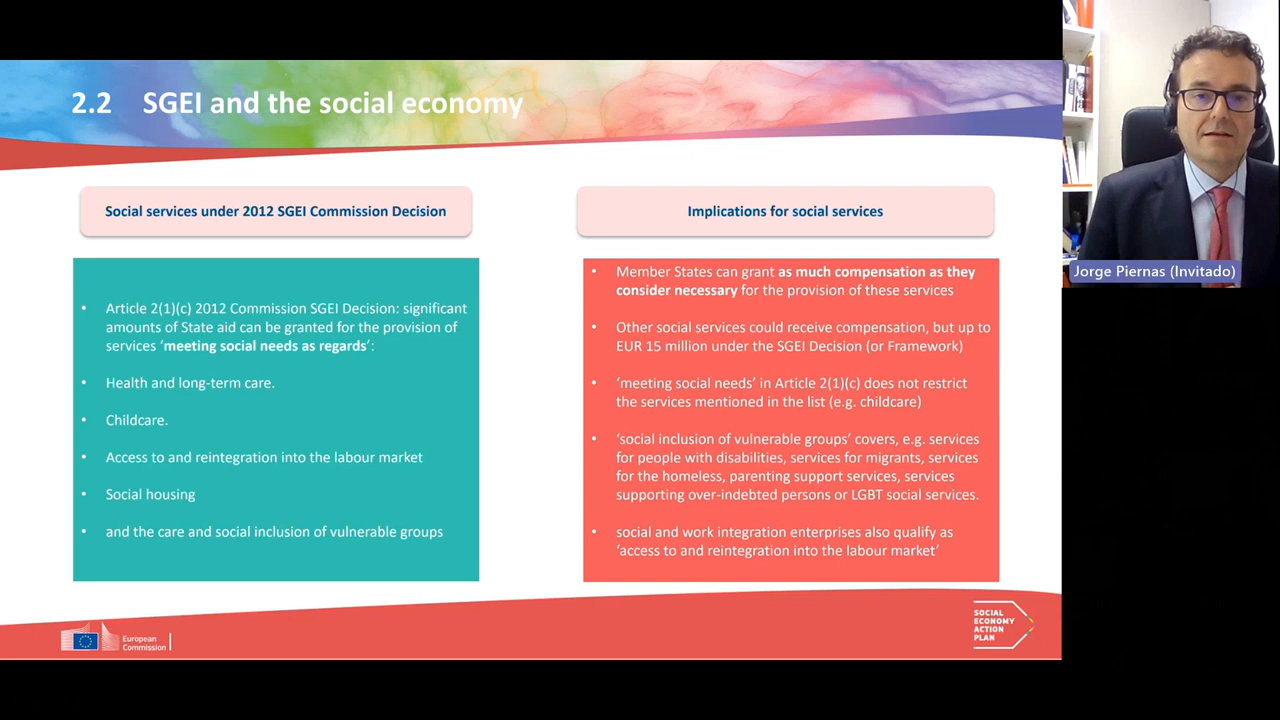 2.2 SGEI and the social economy
Social services under 2012 SGEI Commission Decision
• Article 2(1)(c) 2012 Commission SGEI Decision: significant
amounts of State aid can be granted for the provision of
services ‘meeting social needs as regards’:
• Health and long-term care.
• Childcare.
• Access to and reintegration into the labour market
• Social housing
• and the care and social inclusion of vulnerable groups
Implications for social services
• Member States can grant as much compensation as they
consider necessary for the provision of these services
• Other social services could receive compensation, but up to
EUR 15 million under the SGEI Decision (or Framework)
• ‘meeting social needs’ in Article 2(1)(c) does not restrict
the services mentioned in the list (e.g. childcare)
• ‘social inclusion of vulnerable groups’ covers, e.g. services
for people with disabilities, services for migrants, services
for the homeless, parenting support services, services
supporting over-indebted persons or LGBT social services.
• social and work integration enterprises also qualify as
‘access to and reintegration into the labour market’
Jorge Piernas (Invitado)
European
Commission
SOCIAL
ECONOMY
ACTION
PLAN